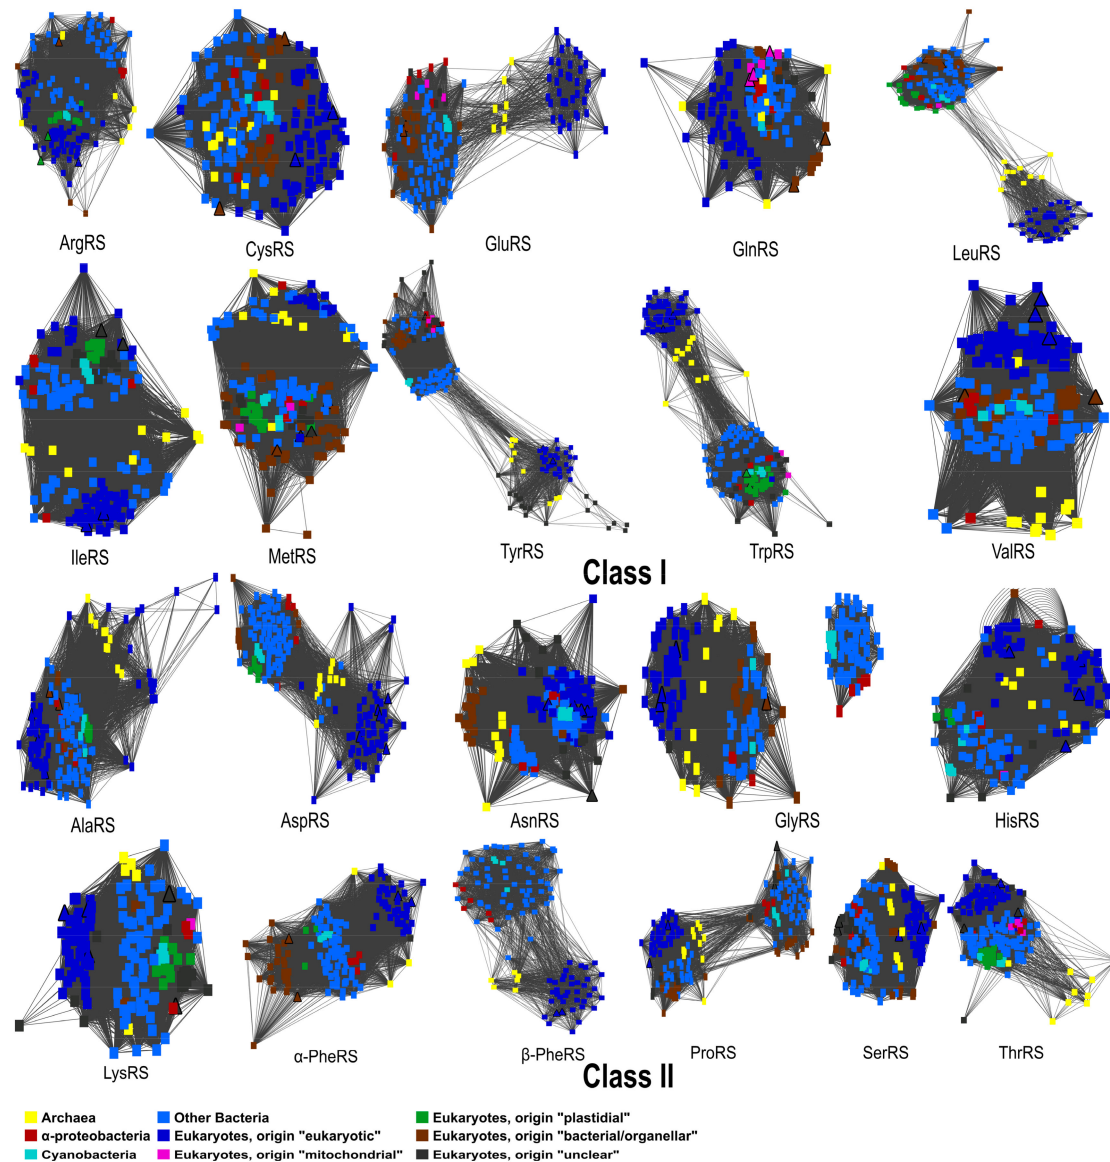 ArgRS
CysRS
GluRS
GlnRS
LeuRS
IleRS
MetRS
TyrRS
TrpRS
ValRS
Class I
AlaRS
AspRS
AsnRS
GlyRS
HisRS
LysRS
α-PheRS
β-PheRS
ProRS
SerRS
ThrRS
Class II
Archaea
Other Bacteria
Eukaryotes, origin "plastidial"
α-proteobacteria
Eukaryotes, origin "eukaryotic"
Eukaryotes, origin "bacterial/organellar"
Cyanobacteria
Eukaryotes, origin "mitochondrial"
Eukaryotes, origin "unclear"